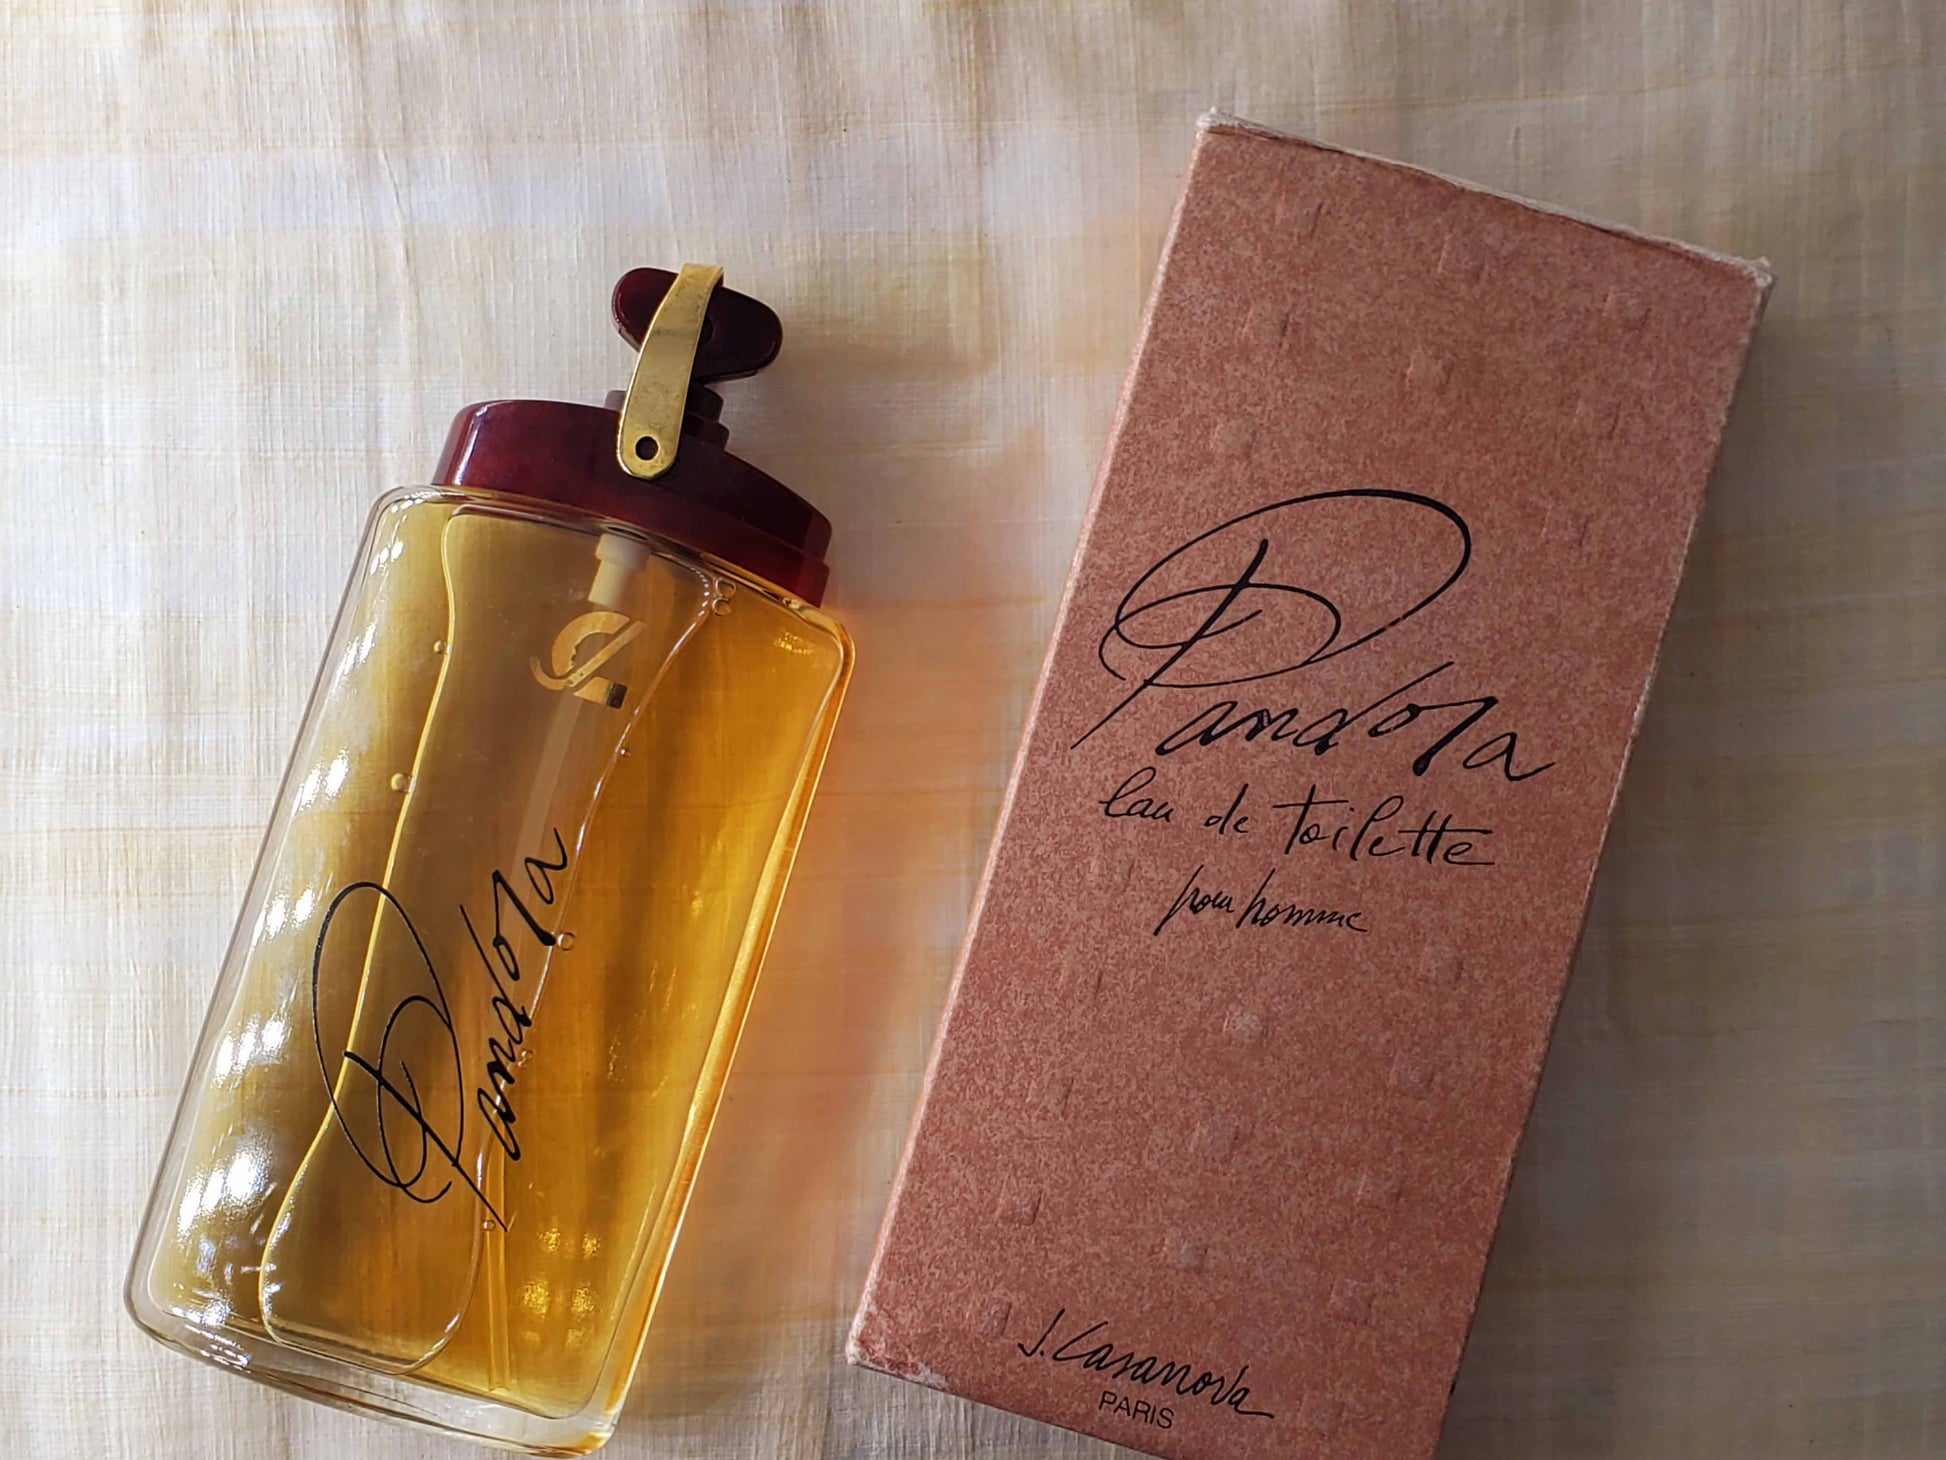 Pandora
Pandora
eau de toilette
pour homme
J. Casanova
PARIS